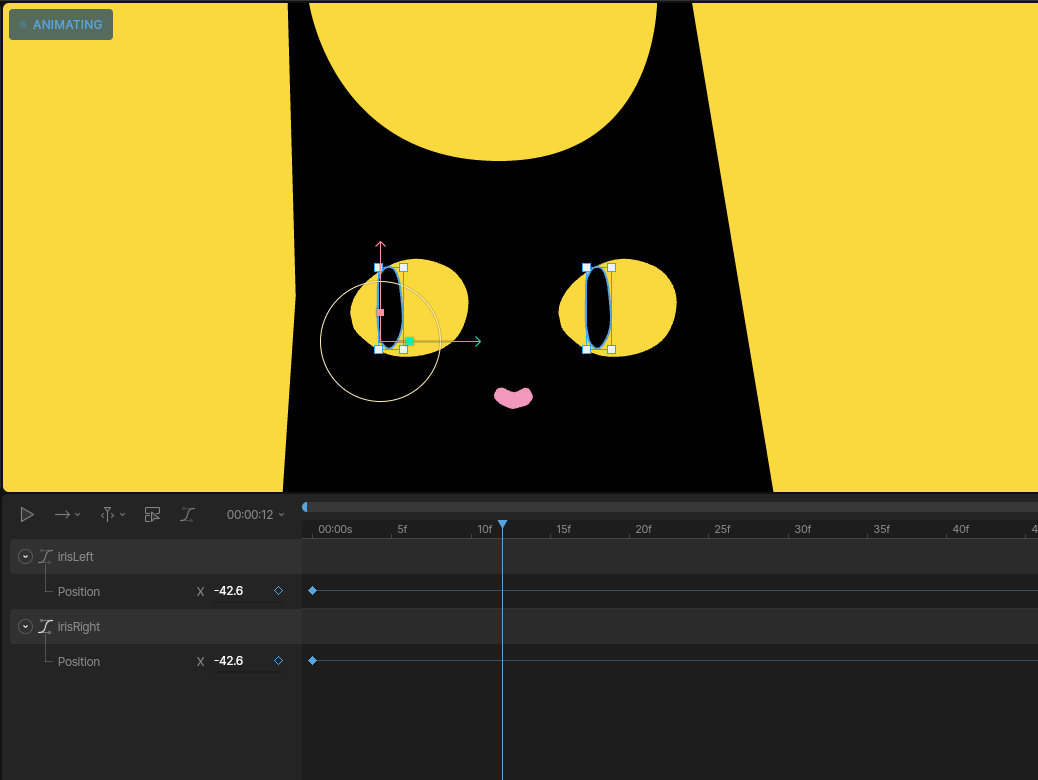 ANIMATING
00:00:12
00:00s 5f 10f 15f 20f 25f 30f 35f 40f 4
irisLeft
Position X -42.6
irisRight
Position X -42.6